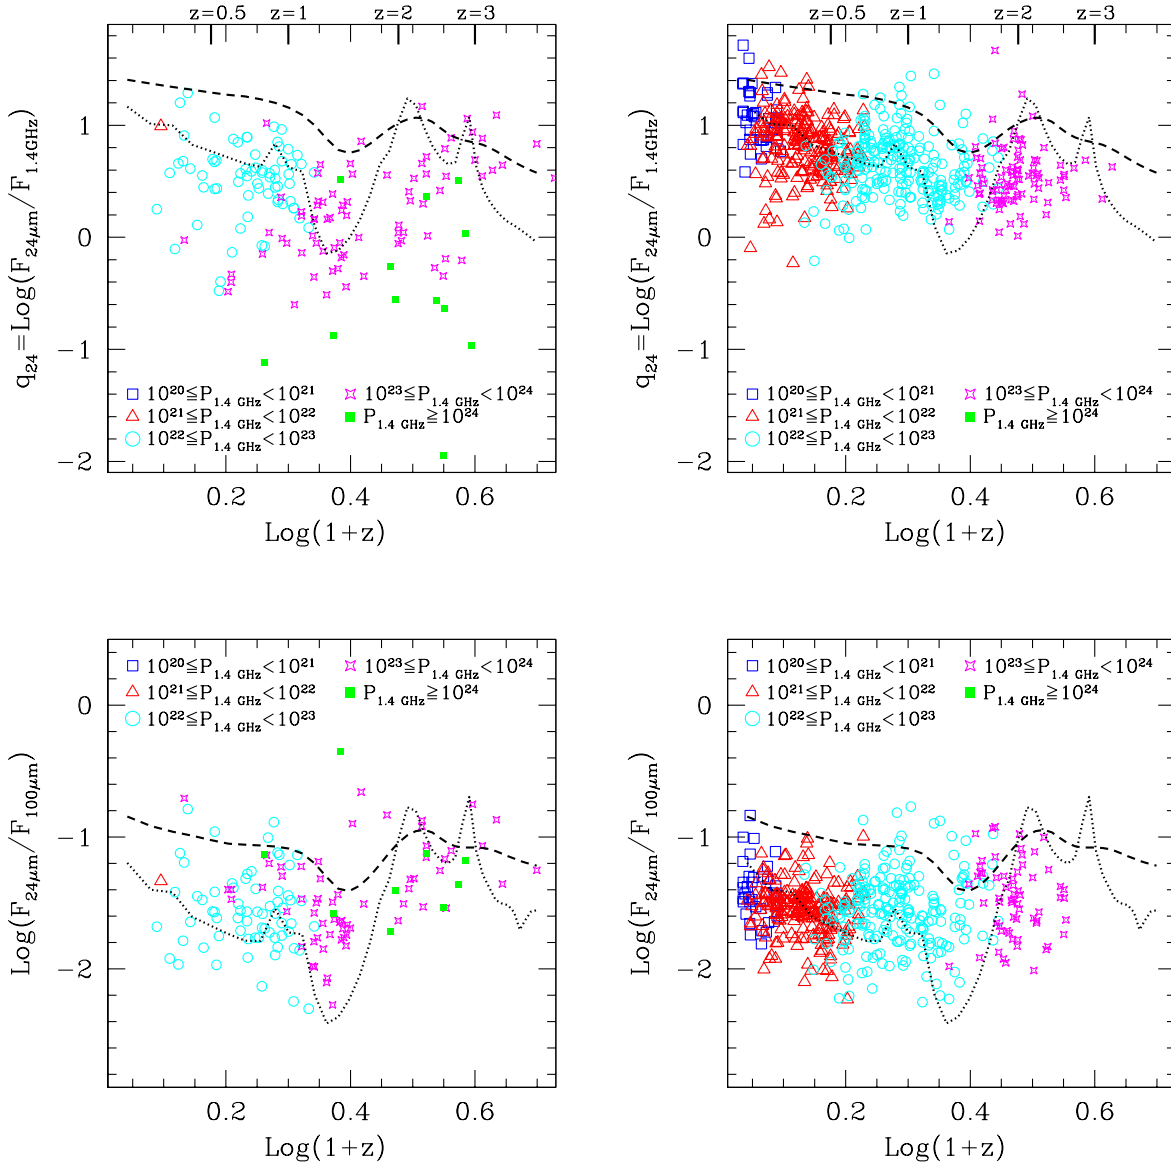 z=0.5 z=1 z=2 z=3
1
0
−1
−2
q24=Log(F24μm/F1.4GHz)
10^20≦P1.4 GHz<10^21
10^21≦P1.4 GHz<10^22
10^22≦P1.4 GHz<10^23
10^23≦P1.4 GHz<10^24
P1.4 GHz≧10^24
0.2 0.4 0.6
Log(1+z)
z=0.5 z=1 z=2 z=3
1
0
−1
−2
q24=Log(F24μm/F1.4GHz)
10^20≦P1.4 GHz<10^21
10^21≦P1.4 GHz<10^22
10^22≦P1.4 GHz<10^23
10^23≦P1.4 GHz<10^24
P1.4 GHz≧10^24
0.2 0.4 0.6
Log(1+z)
0
−1
−2
Log(F24μm/F100μm)
10^20≦P1.4 GHz<10^21
10^21≦P1.4 GHz<10^22
10^22≦P1.4 GHz<10^23
10^23≦P1.4 GHz<10^24
P1.4 GHz≧10^24
0.2 0.4 0.6
Log(1+z)
0
−1
−2
Log(F24μm/F100μm)
10^20≦P1.4 GHz<10^21
10^21≦P1.4 GHz<10^22
10^22≦P1.4 GHz<10^23
10^23≦P1.4 GHz<10^24
P1.4 GHz≧10^24
0.2 0.4 0.6
Log(1+z)